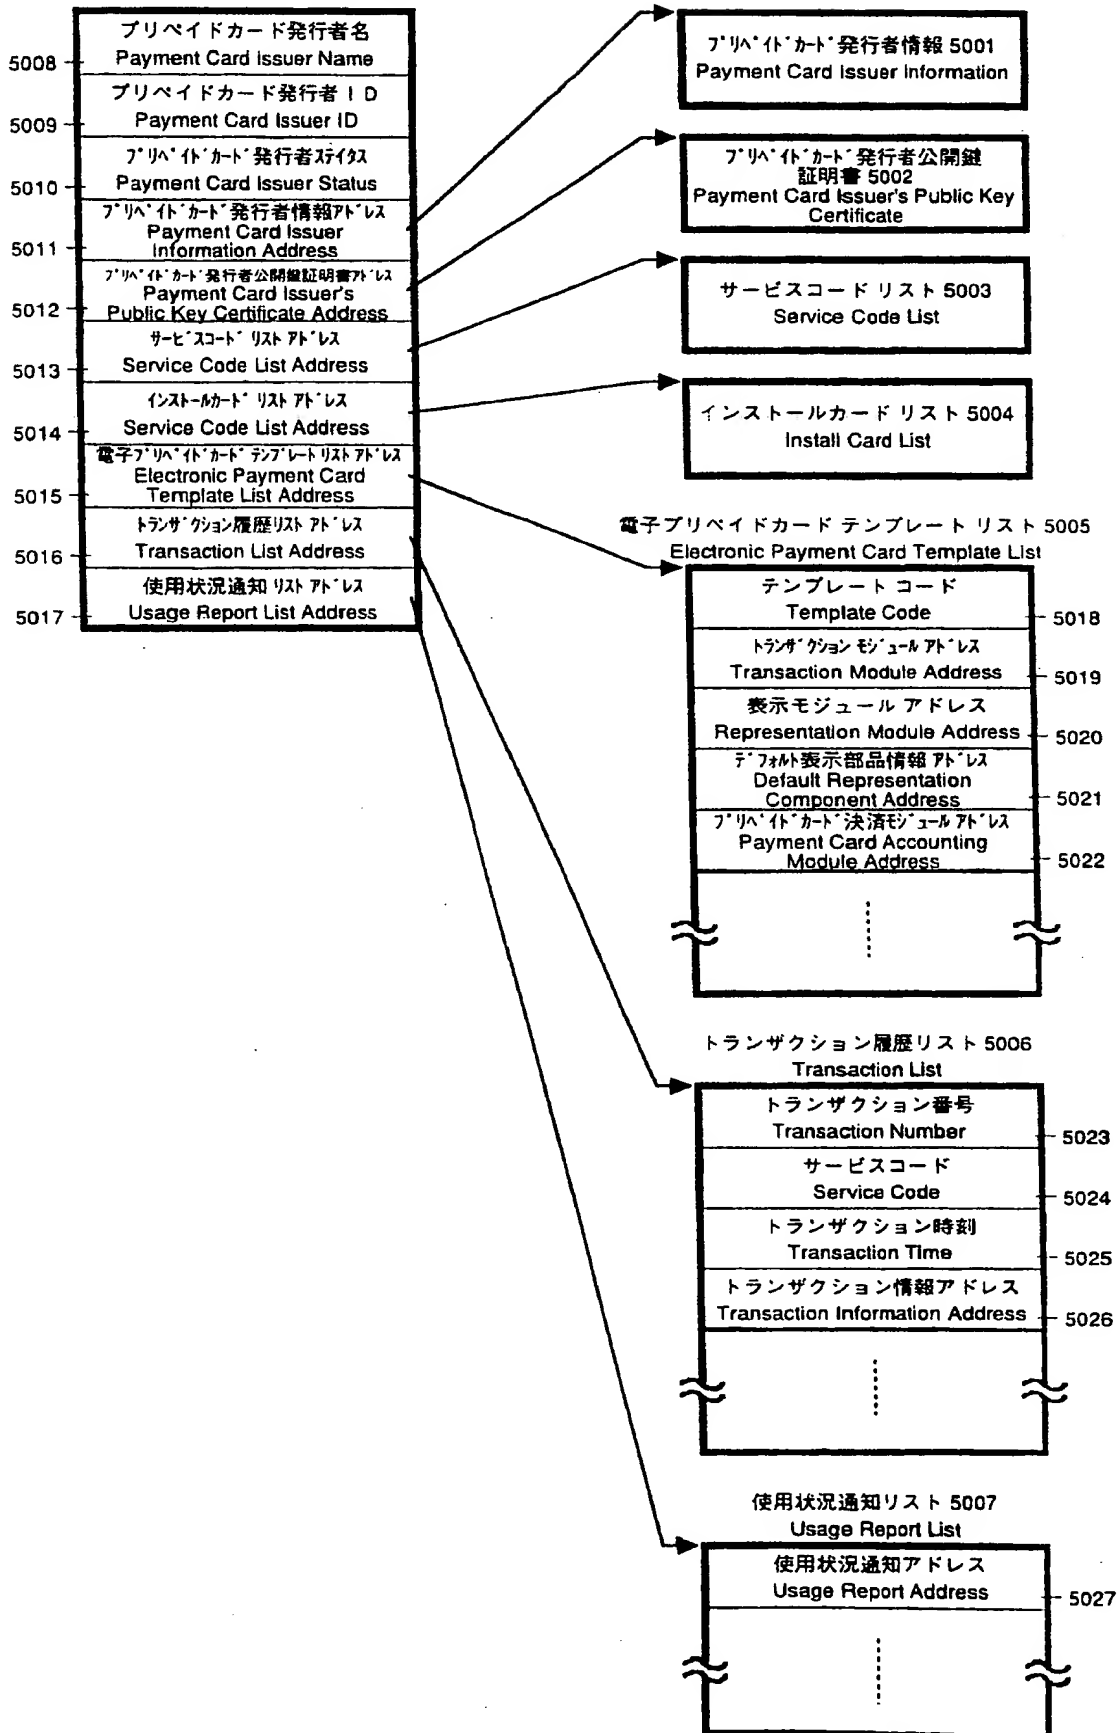 プリペイドカード発行者名
Payment Card Issuer Name
5008
プリペイドカード発行者ID
Payment Card Issuer ID
5009
プリペイドカード発行者ステイタス
Payment Card Issuer Status
5010
プリペイドカード発行者情報アドレス
Payment Card Issuer
Information Address
5011
プリペイドカード発行者公開鍵証明書アドレス
Payment Card Issuer's
Public Key Certificate Address
5012
サービスコード リスト アドレス
Service Code List Address
5013
インストールカード リスト アドレス
Service Code List Address
5014
電子プリペイドカード テンプレート リスト アドレス
Electronic Payment Card
Template List Address
5015
トランザクション履歴リスト アドレス
Transaction List Address
5016
使用状況通知 リスト アドレス
Usage Report List Address
5017
プリペイドカード発行者情報 5001
Payment Card Issuer Information
プリペイドカード発行者公開鍵
証明書 5002
Payment Card Issuer's Public Key
Certificate
サービスコード リスト 5003
Service Code List
インストールカード リスト 5004
Install Card List
電子プリペイドカード テンプレート リスト 5005
Electronic Payment Card Template List
テンプレート コード
Template Code
5018
トランザクション モジュール アドレス
Transaction Module Address
5019
表示モジュール アドレス
Representation Module Address
5020
デフォルト表示部品情報 アドレス
Default Representation
Component Address
5021
プリペイドカード決済モジュール アドレス
Payment Card Accounting
Module Address
5022
トランザクション履歴リスト 5006
Transaction List
トランザクション番号
Transaction Number
5023
サービスコード
Service Code
5024
トランザクション時刻
Transaction Time
5025
トランザクション情報アドレス
Transaction Information Address
5026
使用状況通知リスト 5007
Usage Report List
使用状況通知アドレス
Usage Report Address
5027